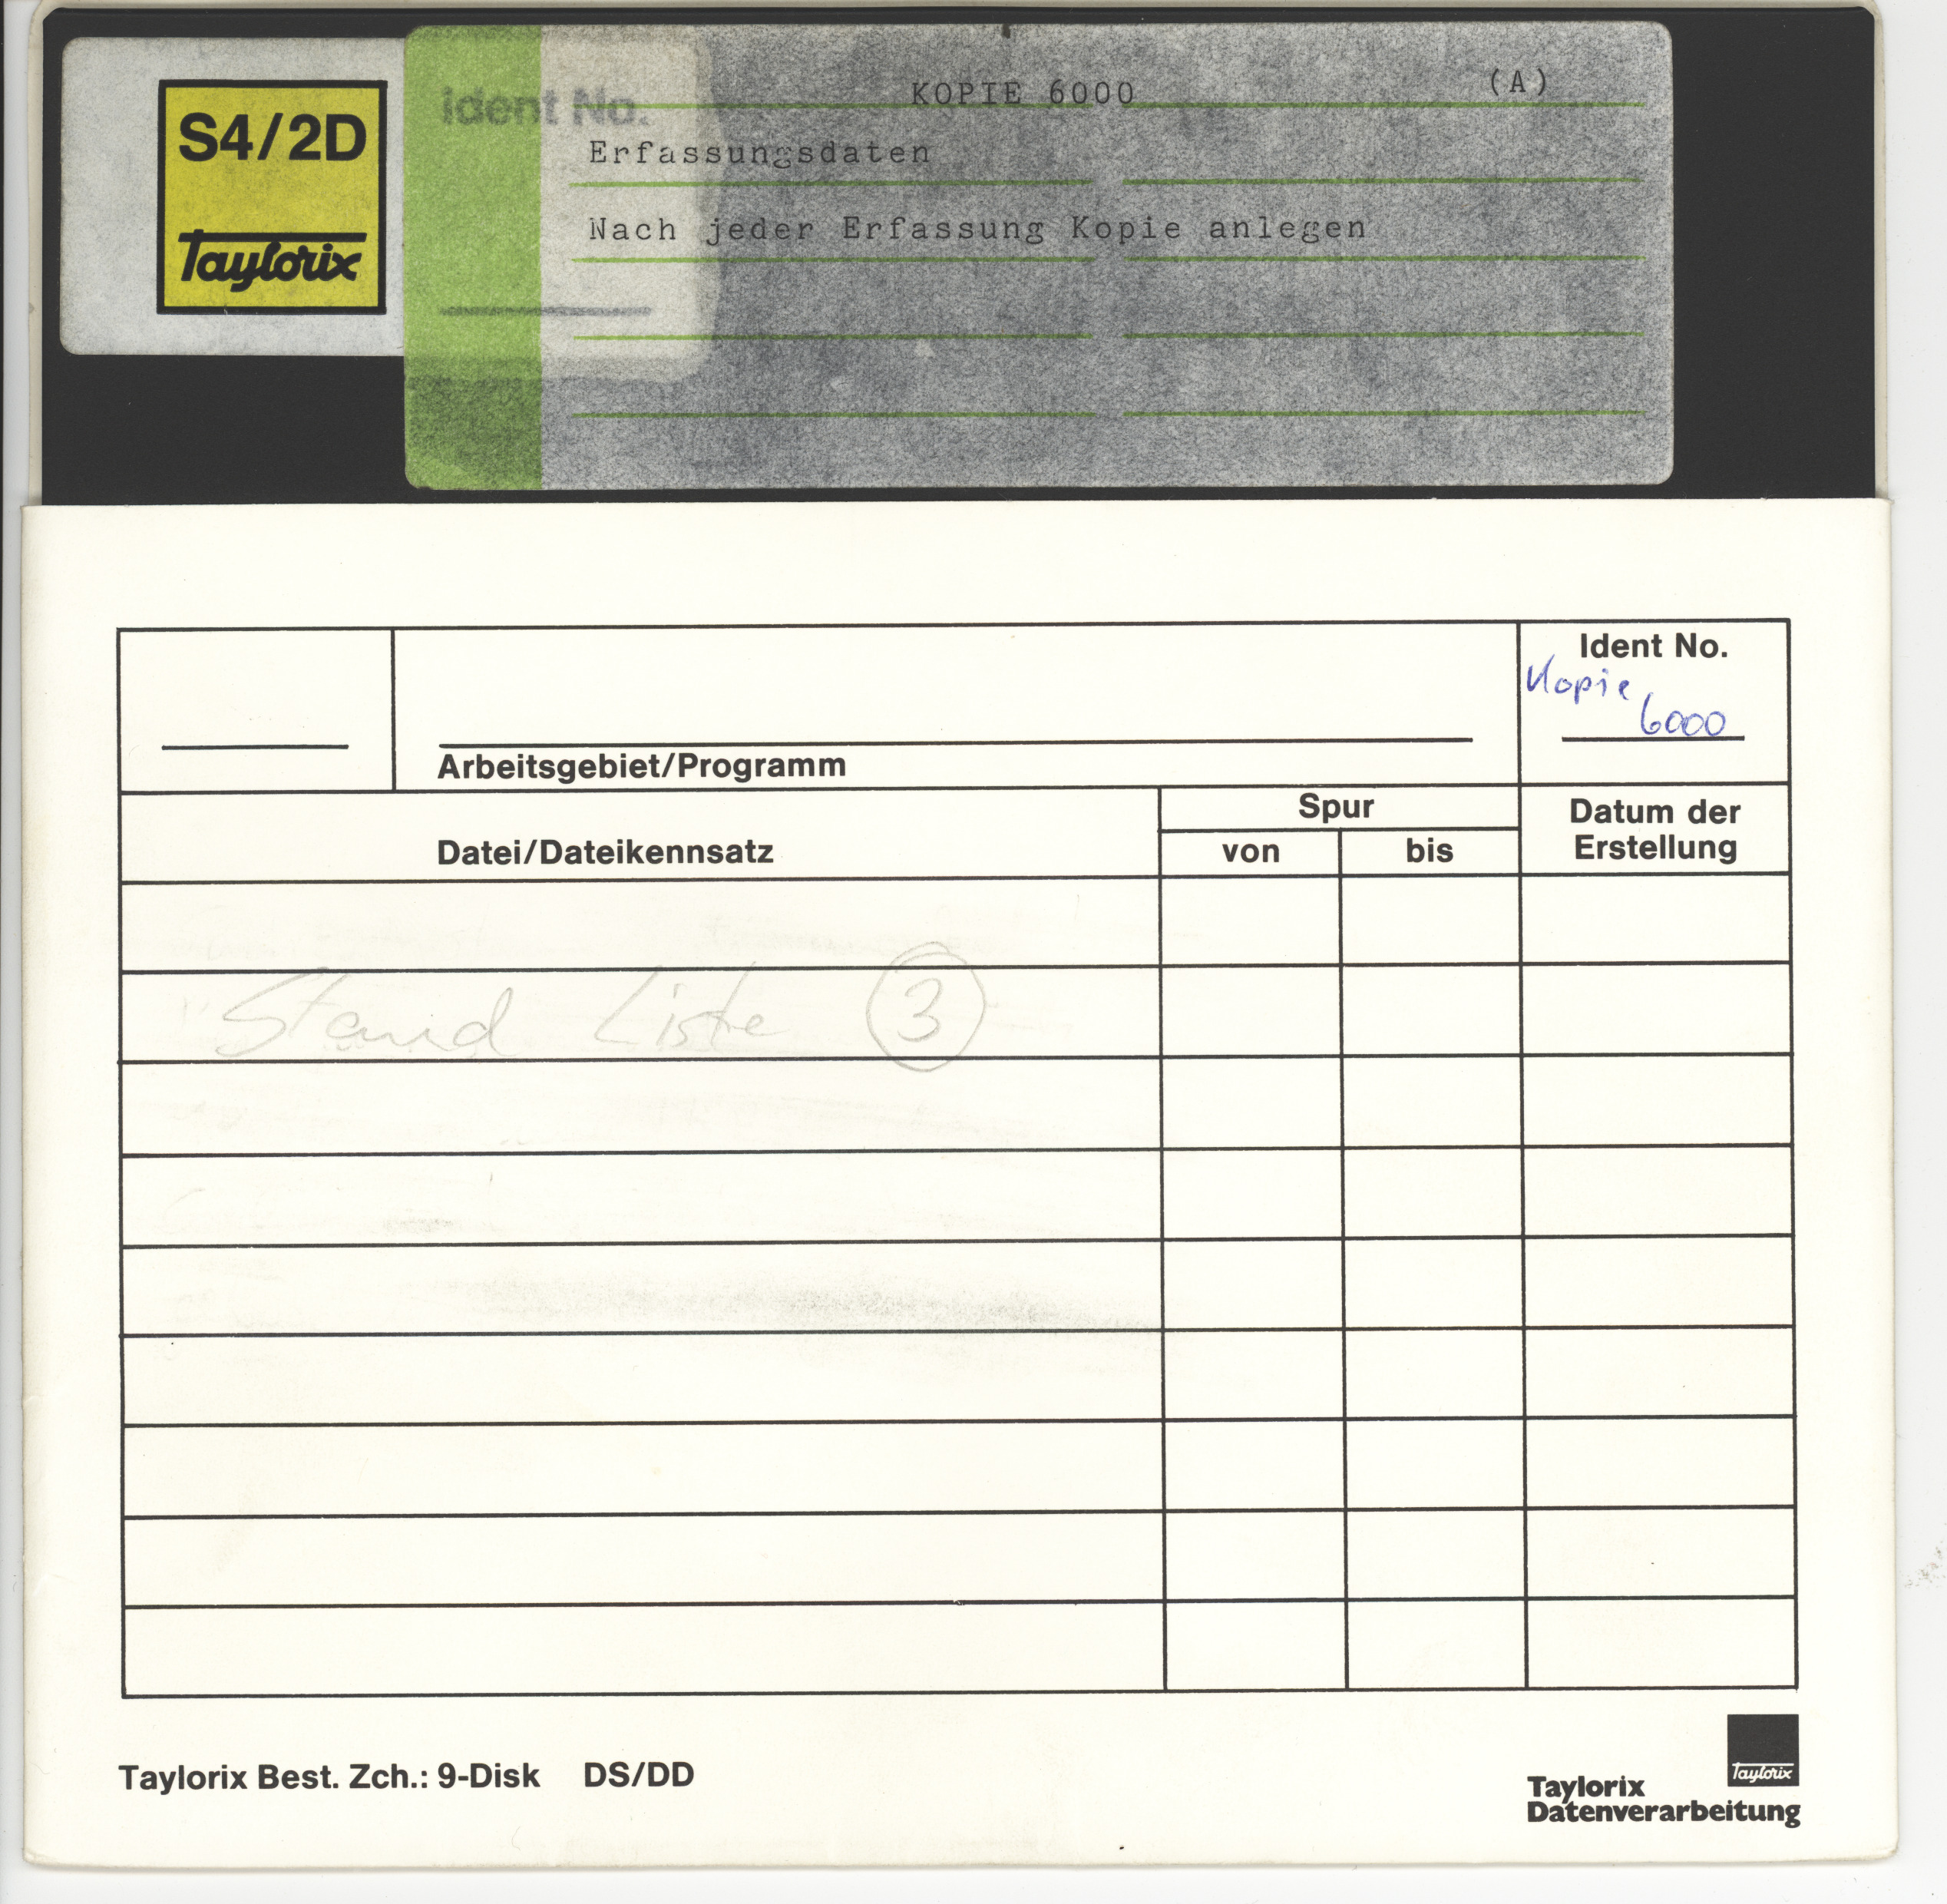 S4/2D
Taylorix
Ident No.
KOPIE 6000 (A)
Erfassungsdaten
Nach jeder Erfassung Kopie anlegen
Ident No.
Kopie
6000
Arbeitsgebiet/Programm
Spur
Datum der
Erstellung
Datei/Dateikennsatz
von bis
Stand Liste 3
Taylorix Best. Zch.: 9-Disk DS/DD
Taylorix
Taylorix
Datenverarbeitung